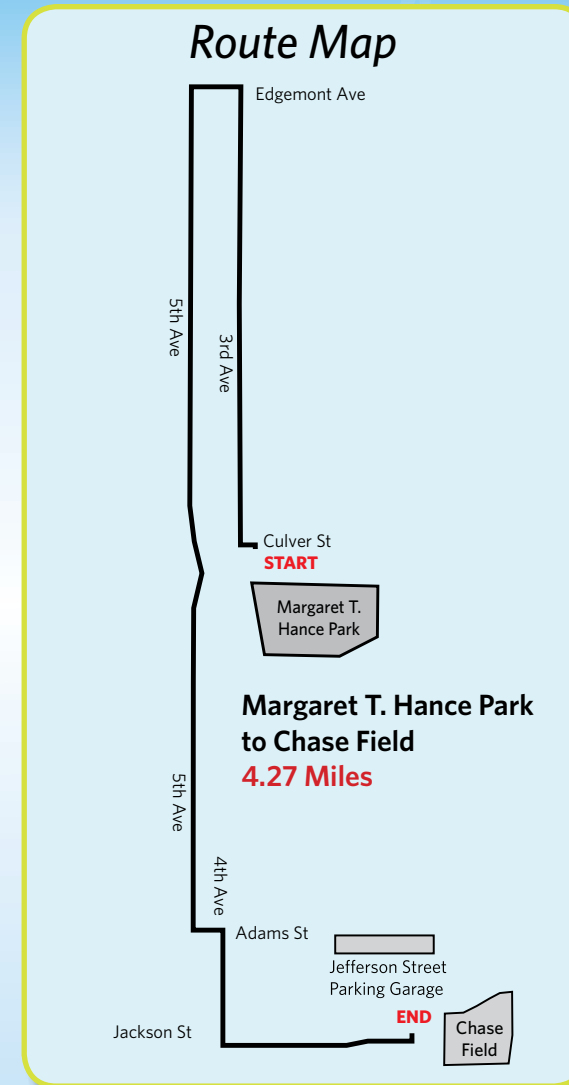 Route Map
Edgemont Ave
5th Ave
3rd Ave
Culver St
START
Margaret T.
Hance Park
Margaret T. Hance Park
to Chase Field
4.27 Miles
5th Ave
4th Ave
Adams St
Jefferson Street
Parking Garage
END
Jackson St
Chase
Field